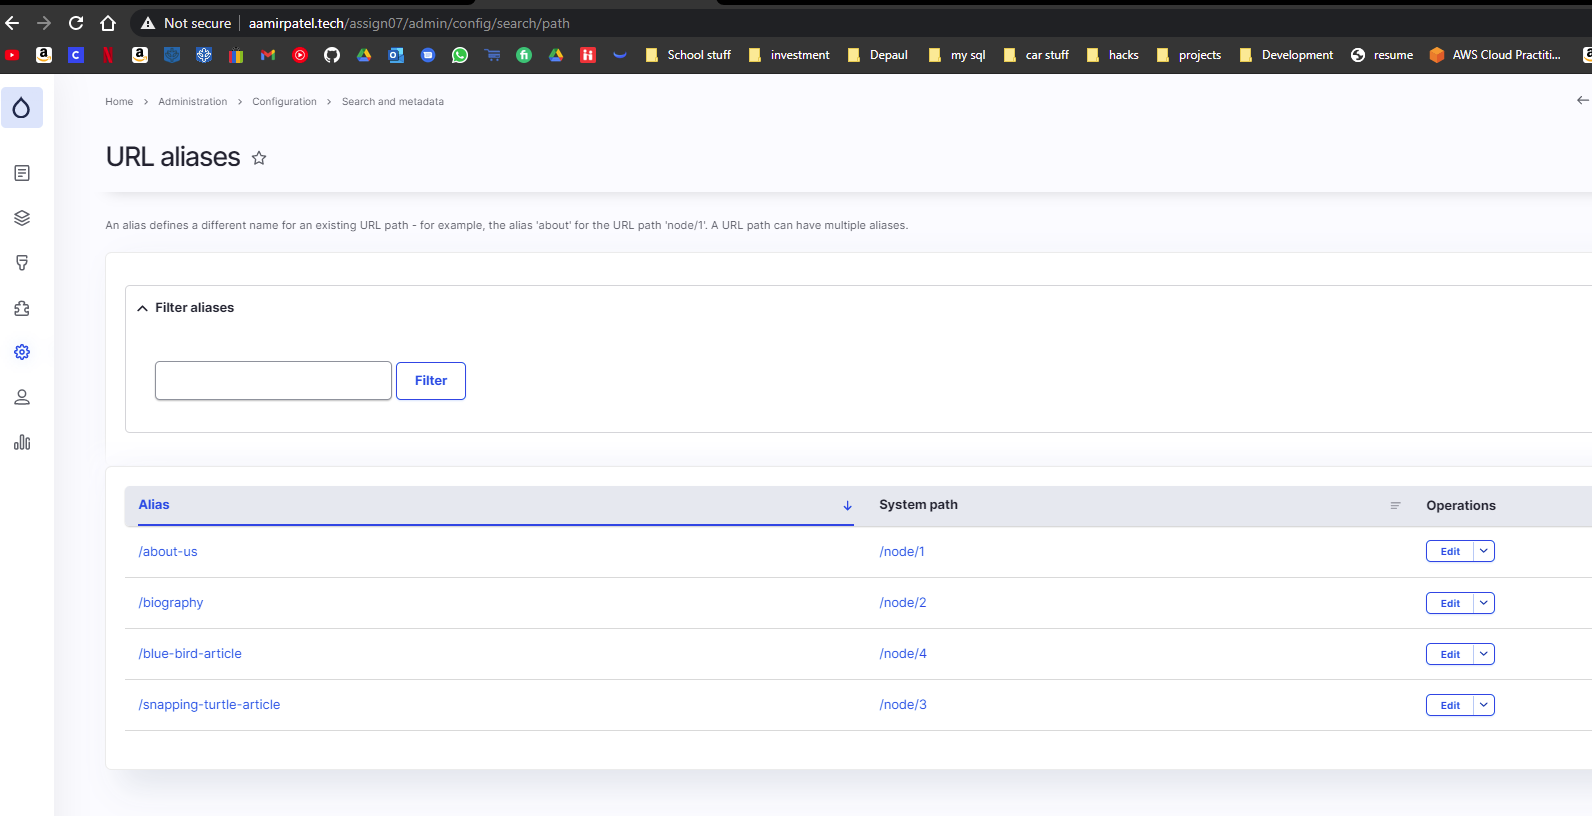 Not secure aamirpatel.tech/assign07/admin/config/search/path
School stuff investment Depaul my sql car stuff hacks projects Development resume AWS Cloud Practiti...
Home > Administration > Configuration > Search and metadata
URL aliases
An alias defines a different name for an existing URL path - for example, the alias 'about' for the URL path 'node/1'. A URL path can have multiple aliases.
Filter aliases
Filter
Alias System path Operations
/about-us /node/1 Edit
/biography /node/2 Edit
/blue-bird-article /node/4 Edit
/snapping-turtle-article /node/3 Edit